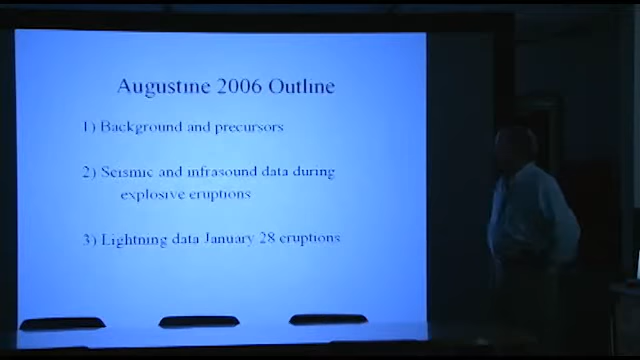 Augustine 2006 Outline
1) Background and precursors
2) Seismic and infrasound data during
explosive eruptions
3) Lightning data January 28 eruptions